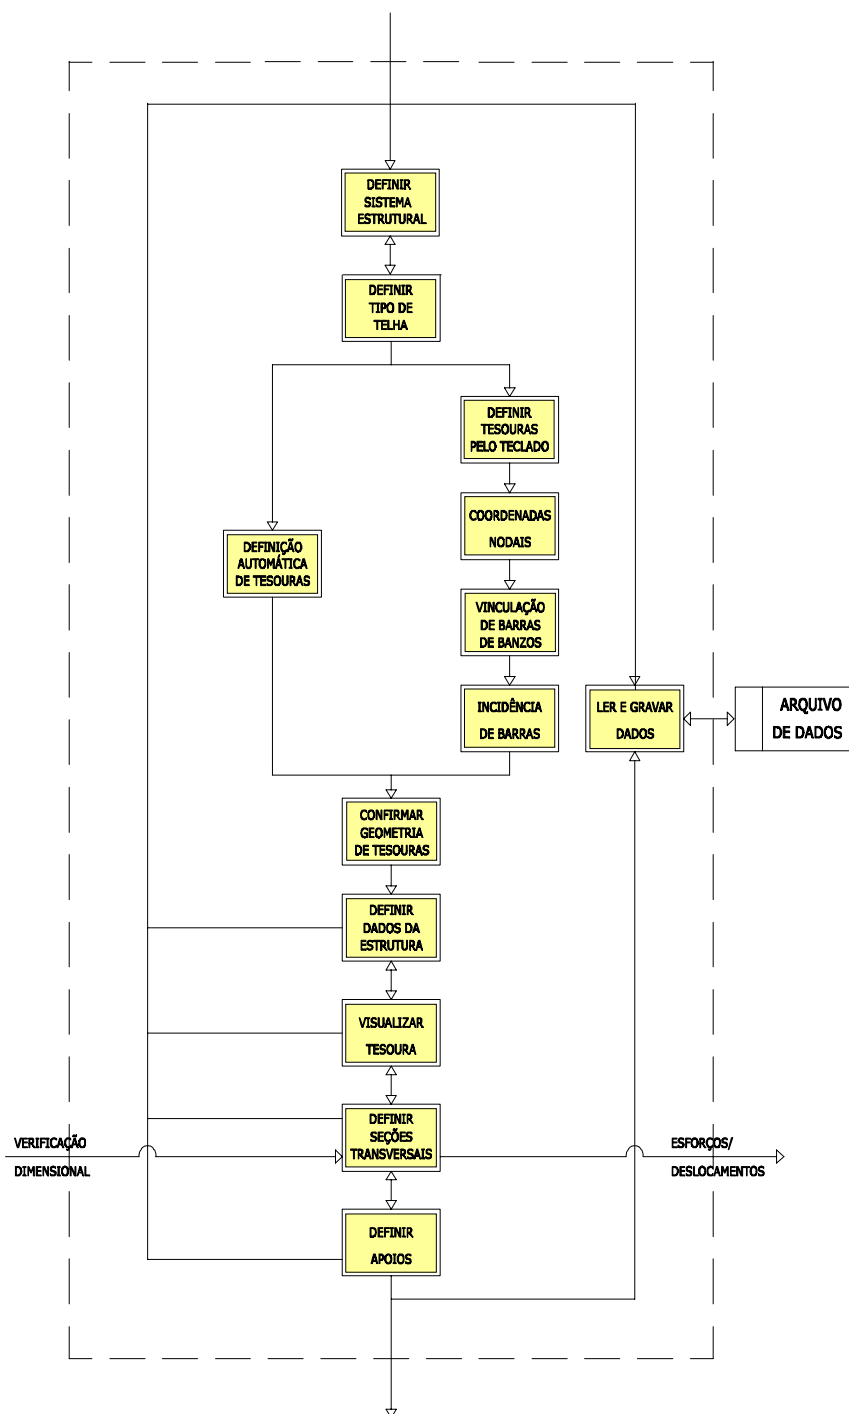 DEFINIR
SISTEMA
ESTRUTURAL
DEFINIR
TIPO DE
TELHA
DEFINIR
TESOURAS
PELO TECLADO
COORDENADAS
NODAIS
DEFINIÇÃO
AUTOMÁTICA
DE TESOURAS
VINCULAÇÃO
DE BARRAS
DE BANZOS
INCIDÊNCIA
DE BARRAS
LER E GRAVAR
DADOS
ARQUIVO
DE DADOS
CONFIRMAR
GEOMETRIA
DE TESOURAS
DEFINIR
DADOS DA
ESTRUTURA
VISUALIZAR
TESOURA
DEFINIR
SEÇÕES
TRANSVERSAIS
VERIFICAÇÃO
DIMENSIONAL
ESFORÇOS/
DESLOCAMENTOS
DEFINIR
APOIOS